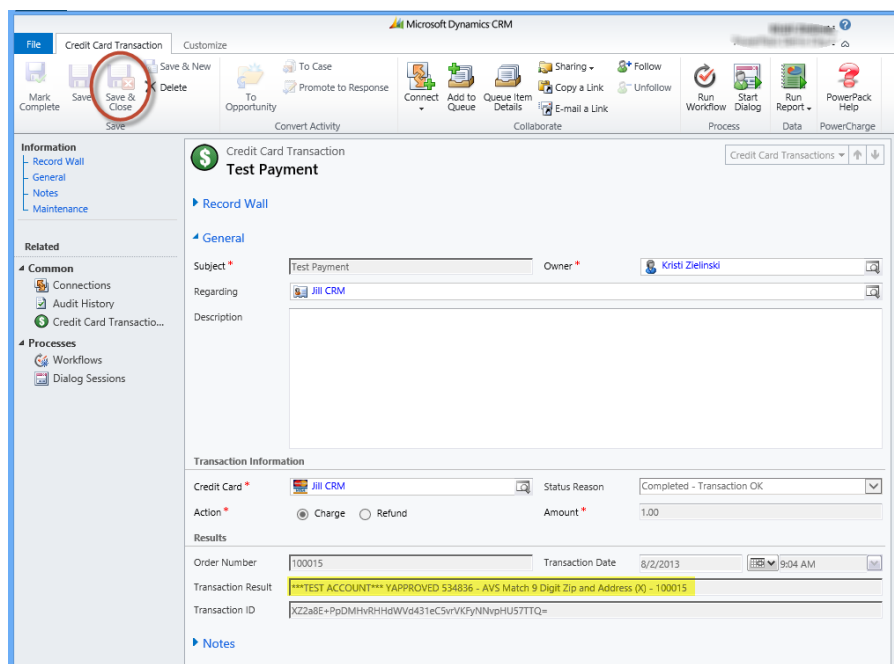 Microsoft Dynamics CRM
File Credit Card Transaction Customize
Mark Complete
Save
Save & Close
Save & New
Delete
Save
To Opportunity
To Case
Promote to Response
Convert Activity
Connect
Add to Queue
Queue Item Details
Sharing
Copy a Link
E-mail a Link
Follow
Unfollow
Collaborate
Run Workflow
Start Dialog
Process
Run Report
Data
PowerPack Help
PowerCharge
Information
Record Wall
General
Notes
Maintenance
Related
Common
Connections
Audit History
Credit Card Transactio...
Processes
Workflows
Dialog Sessions
Credit Card Transaction
Test Payment
Credit Card Transactions
Record Wall
General
Subject * Test Payment Owner * Kristi Zielinski
Regarding Jill CRM
Description
Transaction Information
Credit Card * Jill CRM Status Reason Completed - Transaction OK
Action * Charge Refund Amount * 1.00
Results
Order Number 100015 Transaction Date 8/2/2013 9:04 AM
Transaction Result ***TEST ACCOUNT*** YAPPROVED 534836 - AVS Match 9 Digit Zip and Address (X) - 100015
Transaction ID XZ2a8E+PpDMHvRHHdWVd431eC5vrVKFyNNvpHU57TTQ=
Notes